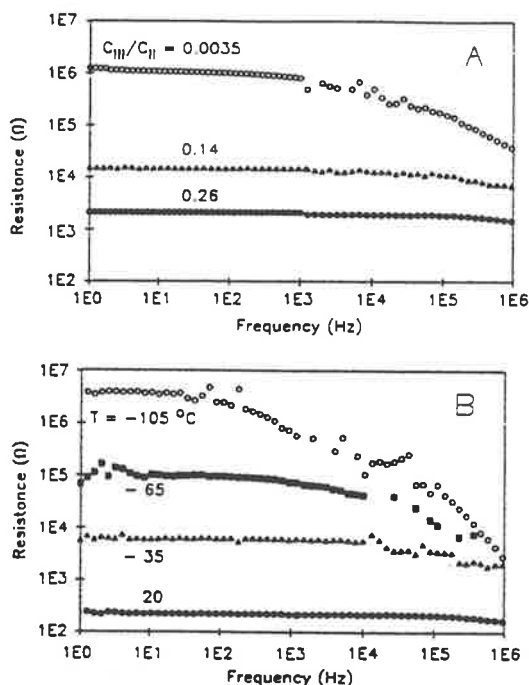 1E7
C_III/C_II = 0.0035
A
1E6
1E5
0.14
1E4
0.26
1E3
1E2
Resistance (Ω)
1E0 1E1 1E2 1E3 1E4 1E5 1E6
Frequency (Hz)
1E7
B
1E6
T = −105 °C
1E5
− 65
1E4
− 35
1E3
20
1E2
Resistance (Ω)
1E0 1E1 1E2 1E3 1E4 1E5 1E6
Frequency (Hz)